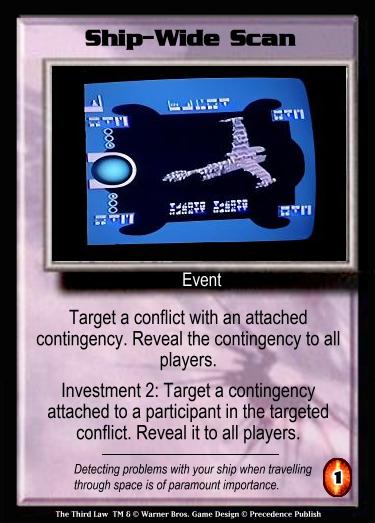 Ship-Wide Scan
Event
Target a conflict with an attached
contingency. Reveal the contingency to all
players.
Investment 2: Target a contingency
attached to a participant in the targeted
conflict. Reveal it to all players.
Detecting problems with your ship when travelling
through space is of paramount importance.
1
The Third Law TM & © Warner Bros. Game Design © Precedence Publish